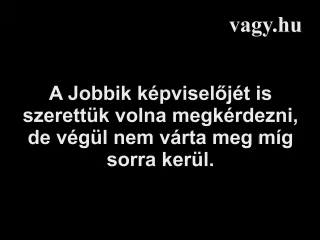 vagy.hu
A Jobbik képviselőjét is
szerettük volna megkérdezni,
de végül nem várta meg míg
sorra kerül.